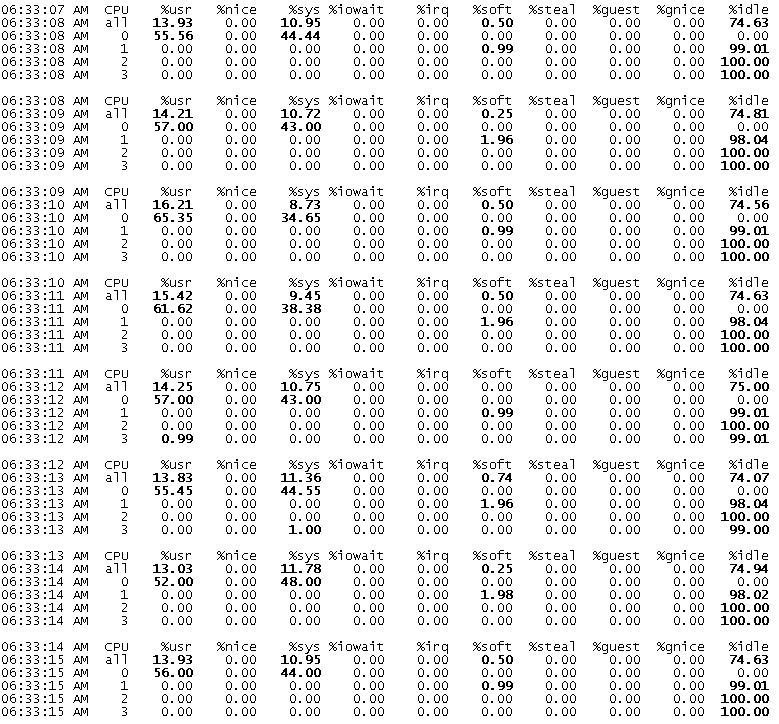 06:33:07 AM CPU %usr %nice %sys %iowait %irq %soft %steal %guest %gnice %idle
06:33:08 AM all 13.93 0.00 10.95 0.00 0.00 0.50 0.00 0.00 0.00 74.63
06:33:08 AM 0 55.56 0.00 44.44 0.00 0.00 0.00 0.00 0.00 0.00 0.00
06:33:08 AM 1 0.00 0.00 0.00 0.00 0.00 0.99 0.00 0.00 0.00 99.01
06:33:08 AM 2 0.00 0.00 0.00 0.00 0.00 0.00 0.00 0.00 0.00 100.00
06:33:08 AM 3 0.00 0.00 0.00 0.00 0.00 0.00 0.00 0.00 0.00 100.00
06:33:08 AM CPU %usr %nice %sys %iowait %irq %soft %steal %guest %gnice %idle
06:33:09 AM all 14.21 0.00 10.72 0.00 0.00 0.25 0.00 0.00 0.00 74.81
06:33:09 AM 0 57.00 0.00 43.00 0.00 0.00 0.00 0.00 0.00 0.00 0.00
06:33:09 AM 1 0.00 0.00 0.00 0.00 0.00 1.96 0.00 0.00 0.00 98.04
06:33:09 AM 2 0.00 0.00 0.00 0.00 0.00 0.00 0.00 0.00 0.00 100.00
06:33:09 AM 3 0.00 0.00 0.00 0.00 0.00 0.00 0.00 0.00 0.00 100.00
06:33:09 AM CPU %usr %nice %sys %iowait %irq %soft %steal %guest %gnice %idle
06:33:10 AM all 16.21 0.00 8.73 0.00 0.00 0.50 0.00 0.00 0.00 74.56
06:33:10 AM 0 65.35 0.00 34.65 0.00 0.00 0.00 0.00 0.00 0.00 0.00
06:33:10 AM 1 0.00 0.00 0.00 0.00 0.00 0.99 0.00 0.00 0.00 99.01
06:33:10 AM 2 0.00 0.00 0.00 0.00 0.00 0.00 0.00 0.00 0.00 100.00
06:33:10 AM 3 0.00 0.00 0.00 0.00 0.00 0.00 0.00 0.00 0.00 100.00
06:33:10 AM CPU %usr %nice %sys %iowait %irq %soft %steal %guest %gnice %idle
06:33:11 AM all 15.42 0.00 9.45 0.00 0.00 0.50 0.00 0.00 0.00 74.63
06:33:11 AM 0 61.62 0.00 38.38 0.00 0.00 0.00 0.00 0.00 0.00 0.00
06:33:11 AM 1 0.00 0.00 0.00 0.00 0.00 1.96 0.00 0.00 0.00 98.04
06:33:11 AM 2 0.00 0.00 0.00 0.00 0.00 0.00 0.00 0.00 0.00 100.00
06:33:11 AM 3 0.00 0.00 0.00 0.00 0.00 0.00 0.00 0.00 0.00 100.00
06:33:11 AM CPU %usr %nice %sys %iowait %irq %soft %steal %guest %gnice %idle
06:33:12 AM all 14.25 0.00 10.75 0.00 0.00 0.00 0.00 0.00 0.00 75.00
06:33:12 AM 0 57.00 0.00 43.00 0.00 0.00 0.00 0.00 0.00 0.00 0.00
06:33:12 AM 1 0.00 0.00 0.00 0.00 0.00 0.99 0.00 0.00 0.00 99.01
06:33:12 AM 2 0.00 0.00 0.00 0.00 0.00 0.00 0.00 0.00 0.00 100.00
06:33:12 AM 3 0.99 0.00 0.00 0.00 0.00 0.00 0.00 0.00 0.00 99.01
06:33:12 AM CPU %usr %nice %sys %iowait %irq %soft %steal %guest %gnice %idle
06:33:13 AM all 13.83 0.00 11.36 0.00 0.00 0.74 0.00 0.00 0.00 74.07
06:33:13 AM 0 55.45 0.00 44.55 0.00 0.00 0.00 0.00 0.00 0.00 0.00
06:33:13 AM 1 0.00 0.00 0.00 0.00 0.00 1.96 0.00 0.00 0.00 98.04
06:33:13 AM 2 0.00 0.00 0.00 0.00 0.00 0.00 0.00 0.00 0.00 100.00
06:33:13 AM 3 0.00 0.00 1.00 0.00 0.00 0.00 0.00 0.00 0.00 99.00
06:33:13 AM CPU %usr %nice %sys %iowait %irq %soft %steal %guest %gnice %idle
06:33:14 AM all 13.03 0.00 11.78 0.00 0.00 0.25 0.00 0.00 0.00 74.94
06:33:14 AM 0 52.00 0.00 48.00 0.00 0.00 0.00 0.00 0.00 0.00 0.00
06:33:14 AM 1 0.00 0.00 0.00 0.00 0.00 1.98 0.00 0.00 0.00 98.02
06:33:14 AM 2 0.00 0.00 0.00 0.00 0.00 0.00 0.00 0.00 0.00 100.00
06:33:14 AM 3 0.00 0.00 0.00 0.00 0.00 0.00 0.00 0.00 0.00 100.00
06:33:14 AM CPU %usr %nice %sys %iowait %irq %soft %steal %guest %gnice %idle
06:33:15 AM all 13.93 0.00 10.95 0.00 0.00 0.50 0.00 0.00 0.00 74.63
06:33:15 AM 0 56.00 0.00 44.00 0.00 0.00 0.00 0.00 0.00 0.00 0.00
06:33:15 AM 1 0.00 0.00 0.00 0.00 0.00 0.99 0.00 0.00 0.00 99.01
06:33:15 AM 2 0.00 0.00 0.00 0.00 0.00 0.00 0.00 0.00 0.00 100.00
06:33:15 AM 3 0.00 0.00 0.00 0.00 0.00 0.00 0.00 0.00 0.00 100.00